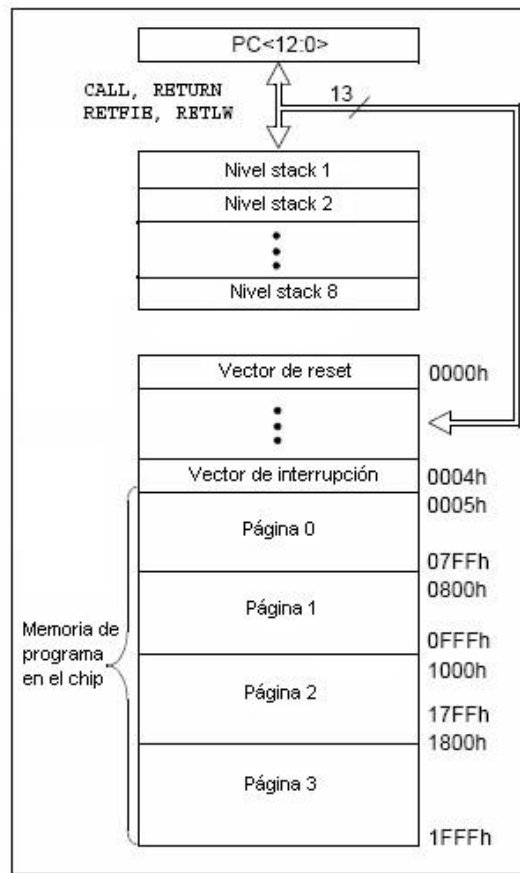 PC<12:0>
CALL, RETURN
RETFIE, RETLW
13
Nivel stack 1
Nivel stack 2
Nivel stack 8
Vector de reset
0000h
Vector de interrupción
0004h
0005h
Página 0
07FFh
0800h
Página 1
0FFFh
1000h
Memoria de
programa
en el chip
Página 2
17FFh
1800h
Página 3
1FFFh